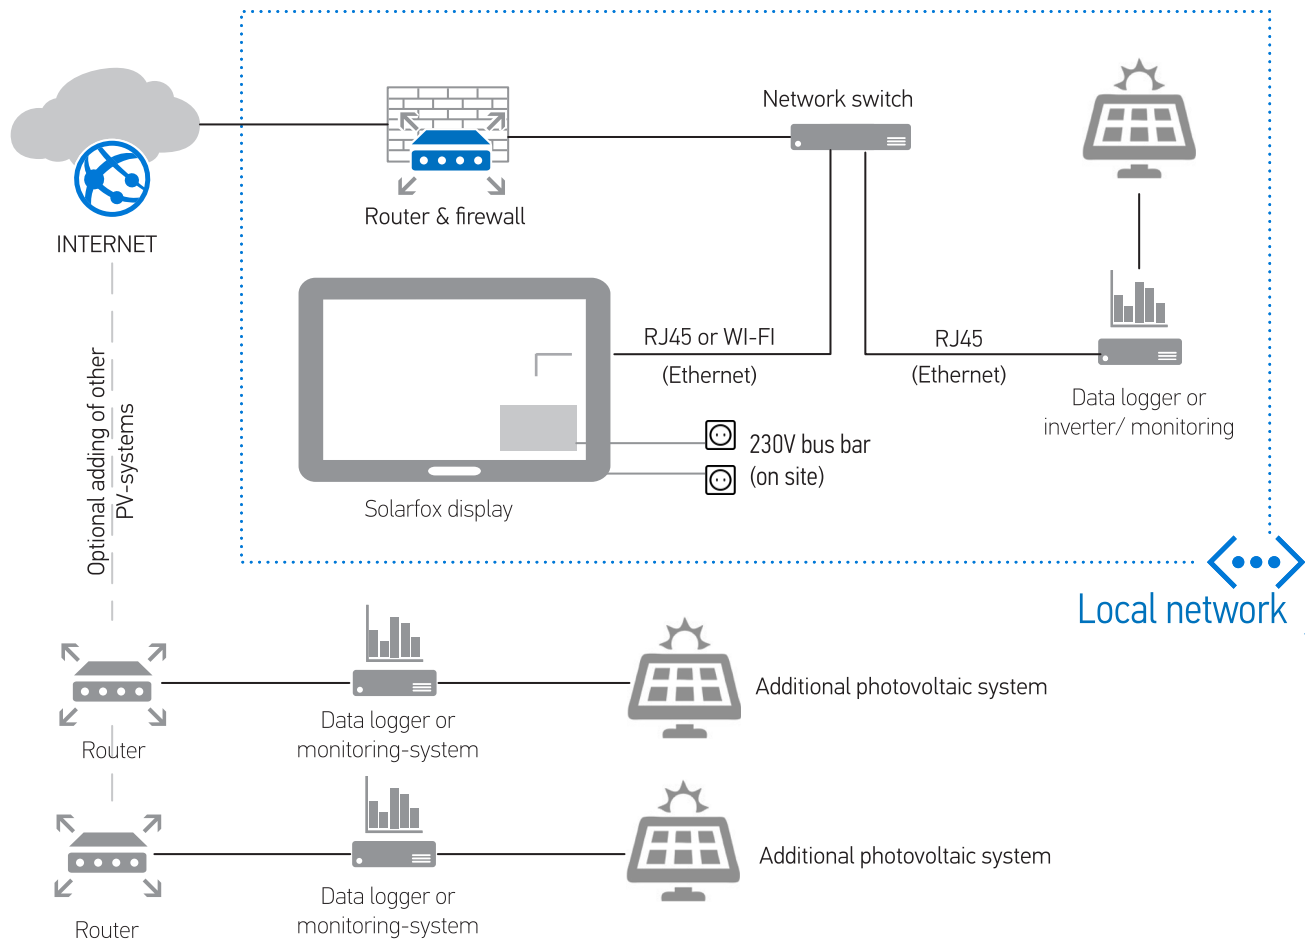 Network switch
Router & firewall
INTERNET
RJ45 or WI-FI
(Ethernet)
RJ45
(Ethernet)
Data logger or
inverter/ monitoring
230V bus bar
(on site)
Solarfox display
Optional adding of other
PV-systems
Local network
Additional photovoltaic system
Data logger or
monitoring-system
Router
Additional photovoltaic system
Data logger or
monitoring-system
Router